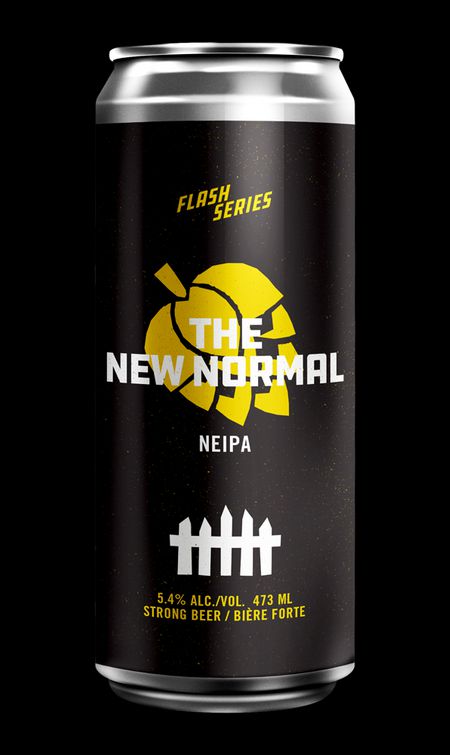 FLASH
SERIES
THE
NEW NORMAL
NEIPA
5.4% ALC./VOL. 473 ML
STRONG BEER / BIÈRE FORTE